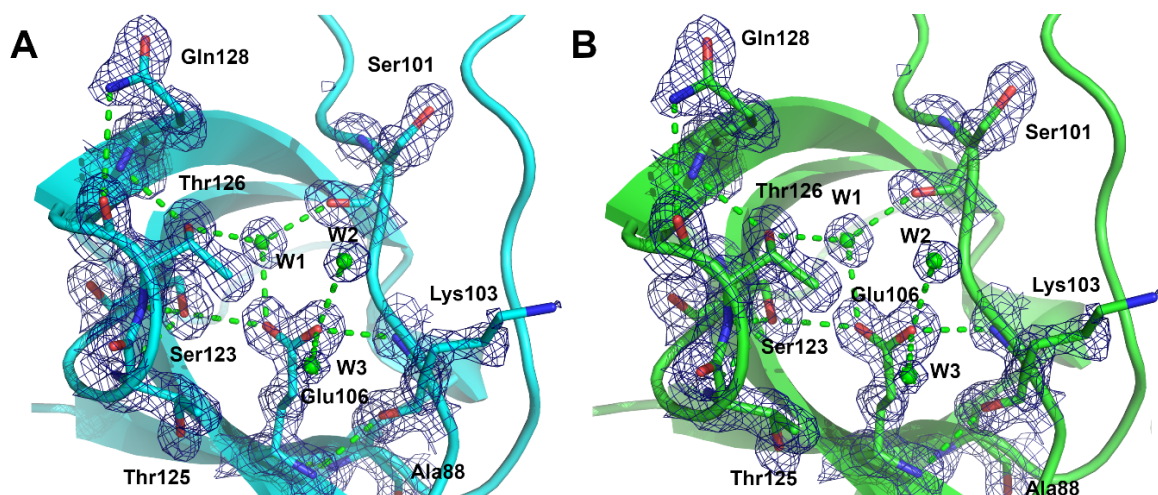 A
Gln128
Ser101
Thr126
W1
W2
Lys103
Ser123
W3
Glu106
Thr125
Ala88
B
Gln128
Ser101
Thr126
W1
W2
Lys103
Glu106
Ser123
W3
Thr125
Ala88